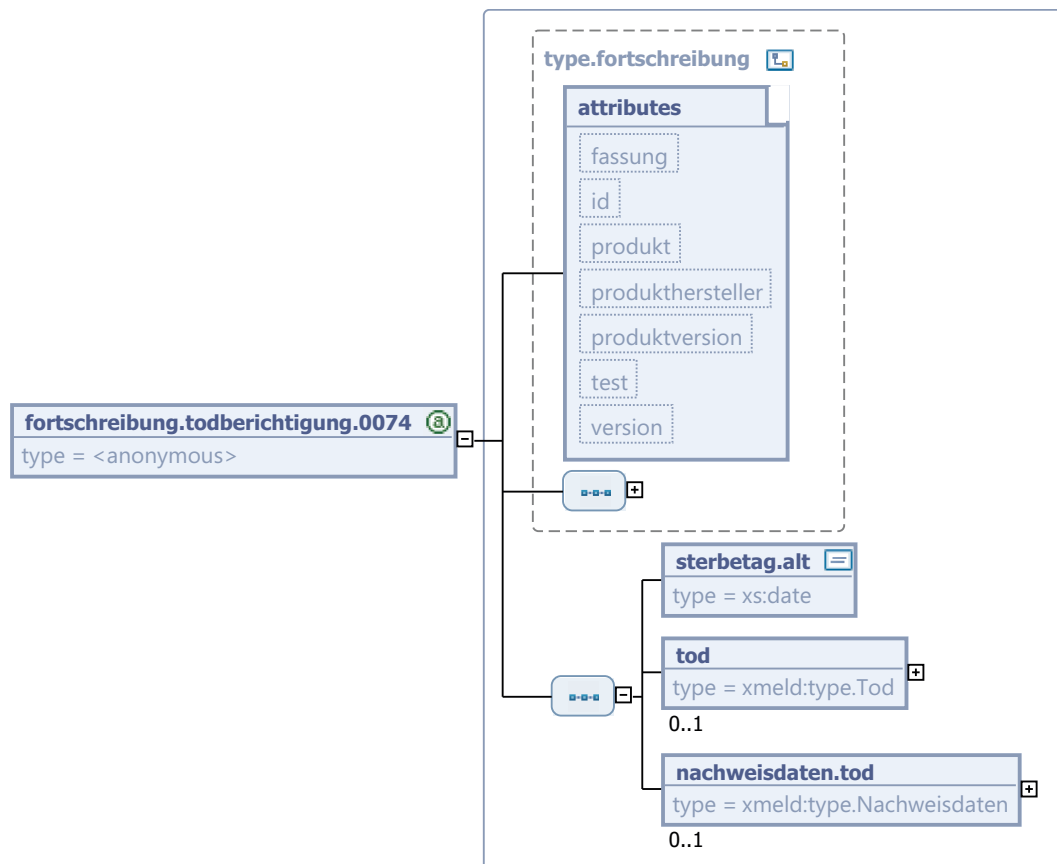 type.fortschreibung
attributes
fassung
id
produkt
produkthersteller
produktversion
test
version
fortschreibung.todberichtigung.0074
type = <anonymous>
sterbetag.alt
type = xs:date
tod
type = xmeld:type.Tod
0..1
nachweisdaten.tod
type = xmeld:type.Nachweisdaten
0..1